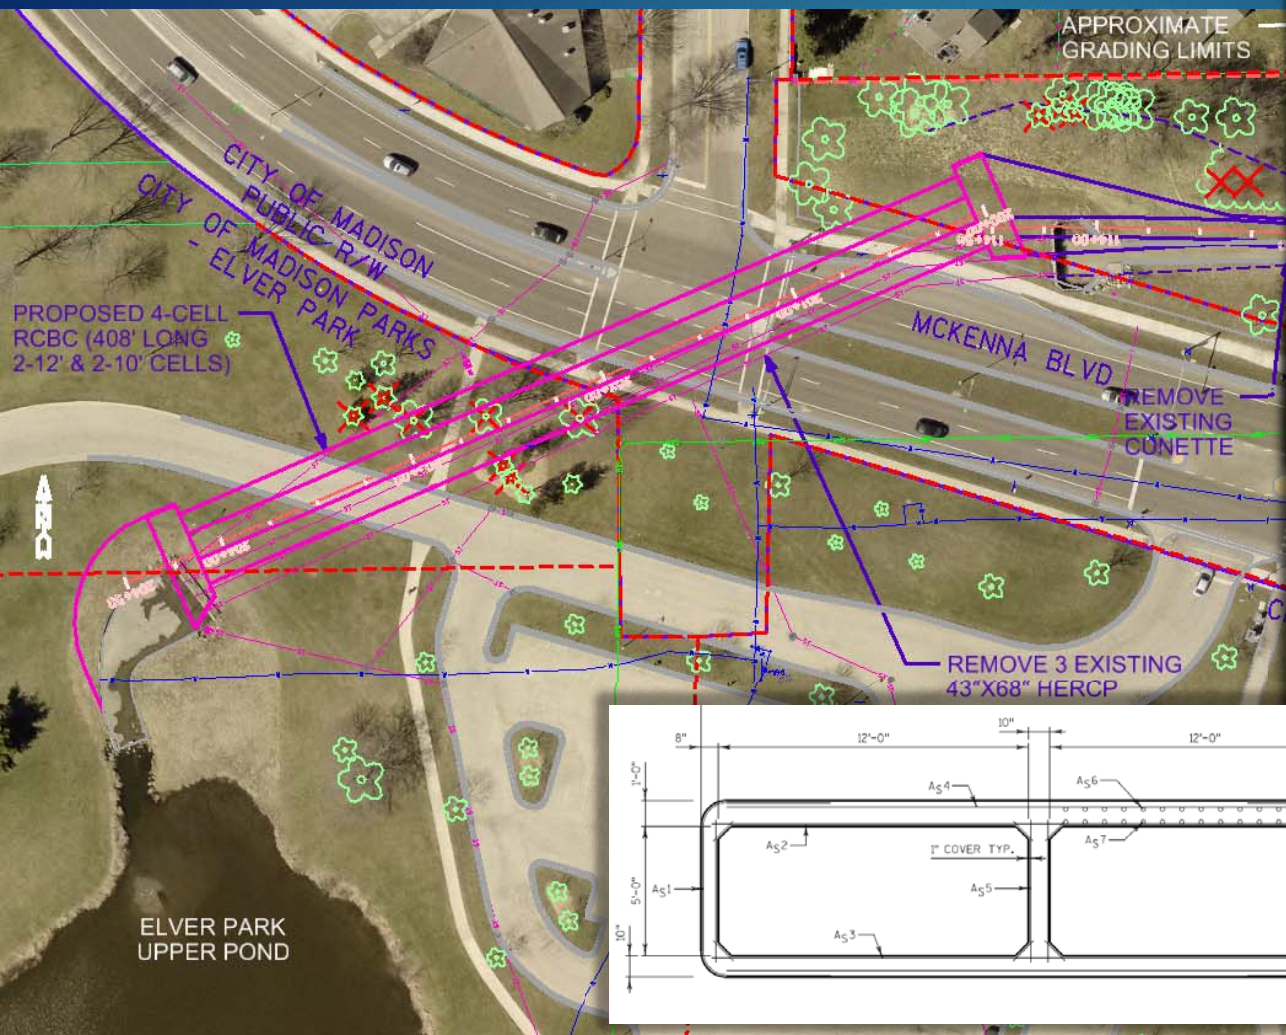 APPROXIMATE
GRADING LIMITS
CITY OF MADISON
PUBLIC R/W
CITY OF MADISON PARKS
- ELVER PARK
PROPOSED 4-CELL
RCBC (408' LONG
2-12' & 2-10' CELLS)
MCKENNA BLVD
REMOVE
EXISTING
CUNETTE
REMOVE 3 EXISTING
43"X68" HERCP
ELVER PARK
UPPER POND
8"
12'-0"
10"
12'-0"
1'-0"
AS4
AS6
AS2
1" COVER TYP.
AS7
5'-0"
AS1
AS5
10"
AS3